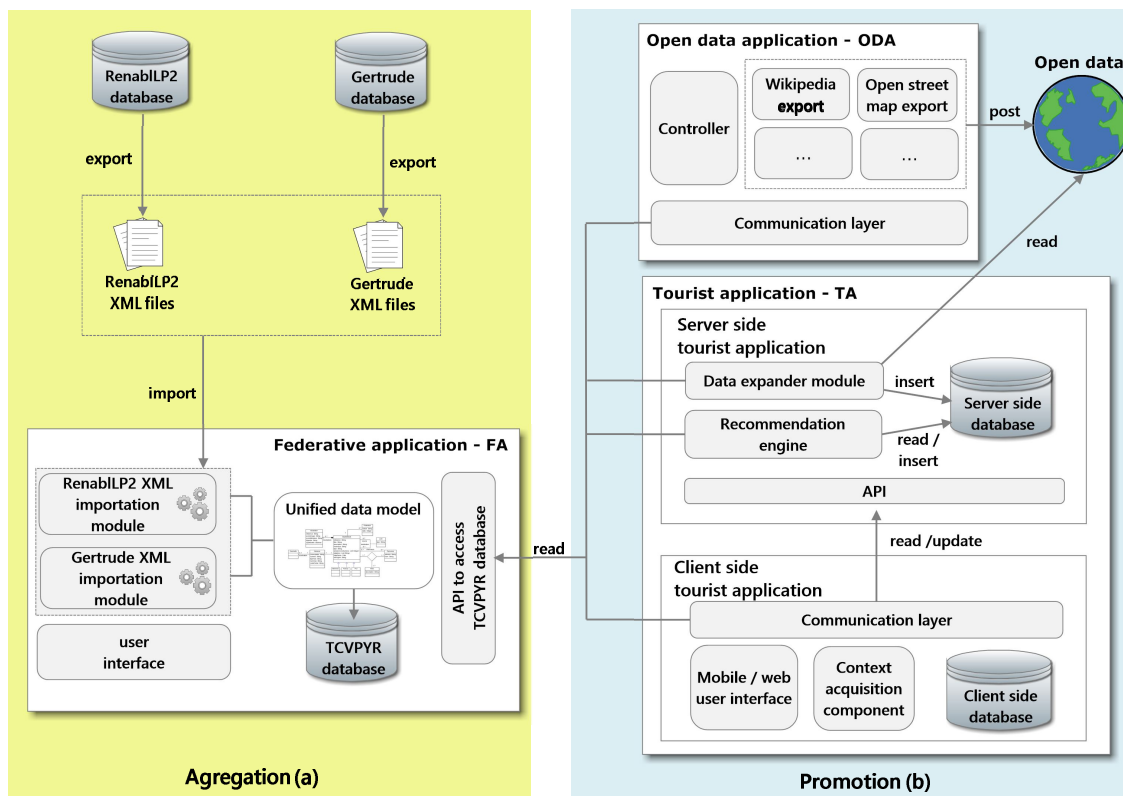 RenablLP2
database
Gertrude
database
export
export
RenablLP2
XML files
Gertrude
XML files
import
Federative application - FA
RenablLP2 XML
importation
module
Gertrude XML
importation
module
user
interface
Unified data model
TCVPYR
database
API to access
TCVPYR database
Agregation (a)
Open data application - ODA
Controller
Wikipedia
export
Open street
map export
...
...
Communication layer
post
Open data
read
Tourist application - TA
Server side
tourist application
Data expander module
insert
Recommendation
engine
read /
insert
Server side
database
API
read
read /update
Client side
tourist application
Communication layer
Mobile / web
user interface
Context
acquisition
component
Client side
database
Promotion (b)